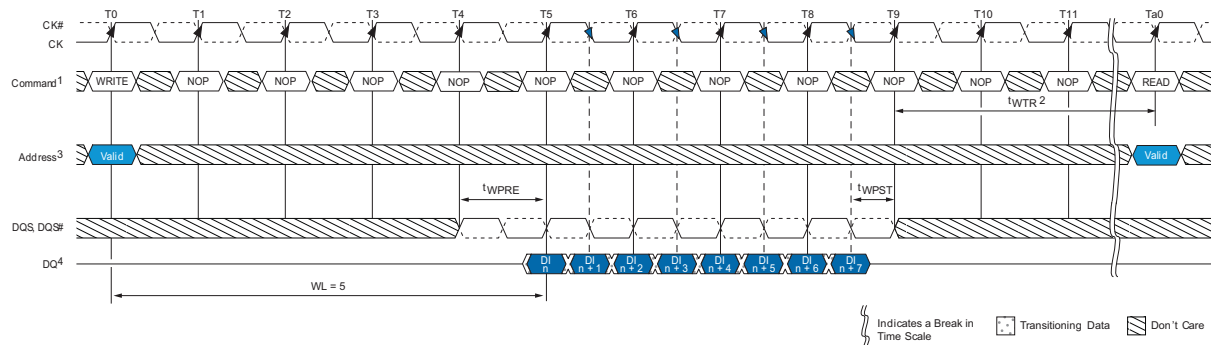 T0 T1 T2 T3 T4 T5 T6 T7 T8 T9 T10 T11 Ta0
CK#
CK
Command1 WRITE NOP NOP NOP NOP NOP NOP NOP NOP NOP NOP NOP READ
tWTR 2
Address3 Valid Valid
tWPRE tWPST
DQS, DQS#
DQ4 DI n DI n + 1 DI n + 2 DI n + 3 DI n + 4 DI n + 5 DI n + 6 DI n + 7
WL = 5
Indicates a Break in Time Scale Transitioning Data Don't Care